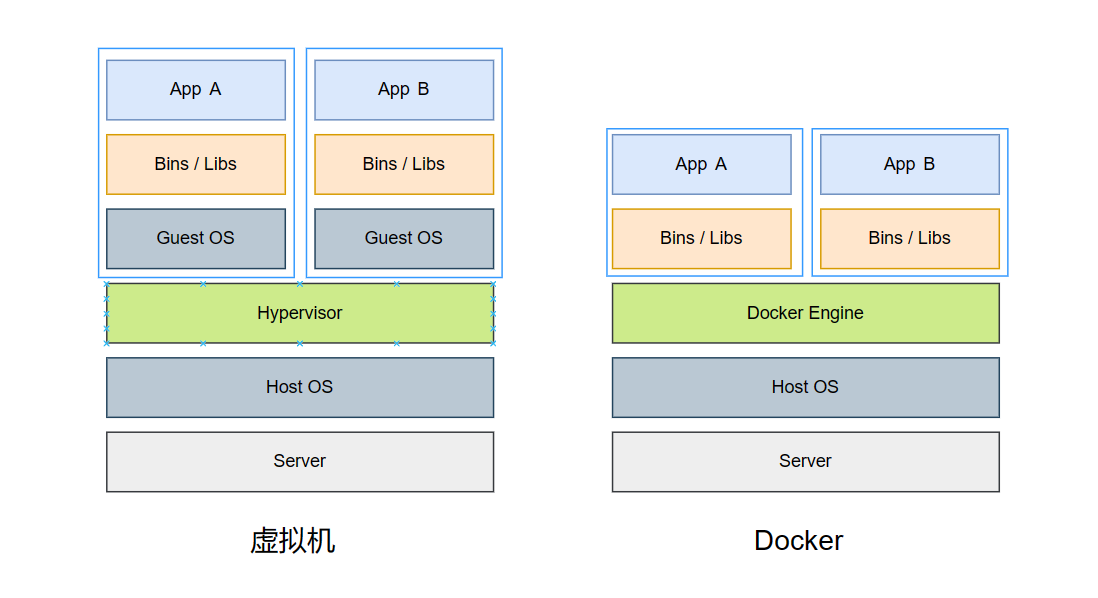 App A
App B
Bins / Libs
Bins / Libs
Guest OS
Guest OS
Hypervisor
Host OS
Server
虚拟机
App A
App B
Bins / Libs
Bins / Libs
Docker Engine
Host OS
Server
Docker